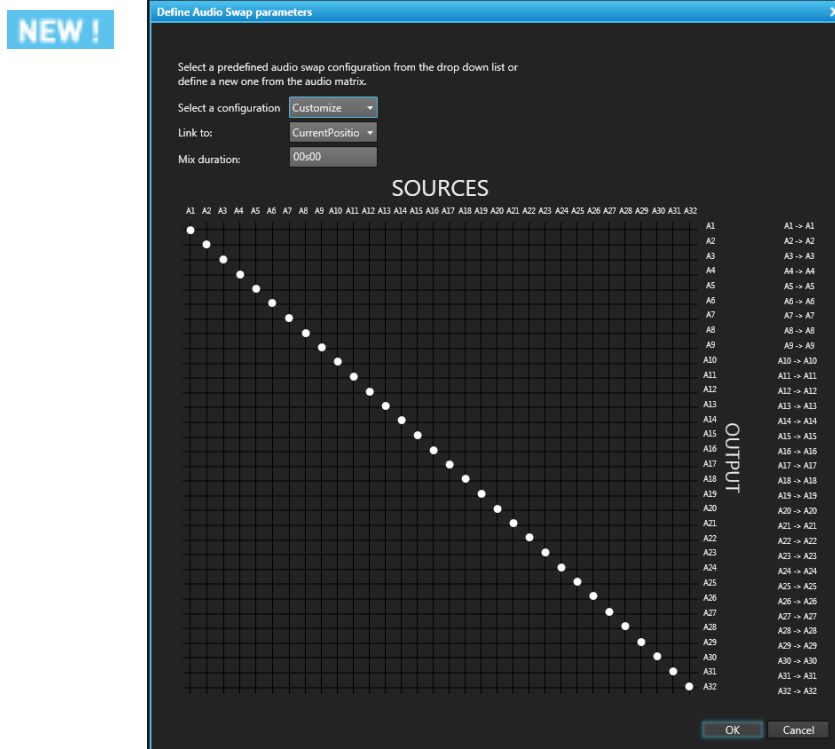 NEW !
Define Audio Swap parameters
Select a predefined audio swap configuration from the drop down list or
define a new one from the audio matrix.
Select a configuration Customize
Link to: CurrentPositio
Mix duration: 00s00
SOURCES
A1 A2 A3 A4 A5 A6 A7 A8 A9 A10 A11 A12 A13 A14 A15 A16 A17 A18 A19 A20 A21 A22 A23 A24 A25 A26 A27 A28 A29 A30 A31 A32
A1 A1 -> A1
A2 A2 -> A2
A3 A3 -> A3
A4 A4 -> A4
A5 A5 -> A5
A6 A6 -> A6
A7 A7 -> A7
A8 A8 -> A8
A9 A9 -> A9
A10 A10 -> A10
A11 A11 -> A11
A12 A12 -> A12
A13 A13 -> A13
A14 A14 -> A14
A15 A15 -> A15
A16 A16 -> A16
A17 A17 -> A17
A18 A18 -> A18
A19 A19 -> A19
A20 A20 -> A20
A21 A21 -> A21
A22 A22 -> A22
A23 A23 -> A23
A24 A24 -> A24
A25 A25 -> A25
A26 A26 -> A26
A27 A27 -> A27
A28 A28 -> A28
A29 A29 -> A29
A30 A30 -> A30
A31 A31 -> A31
A32 A32 -> A32
OUTPUT
OK Cancel